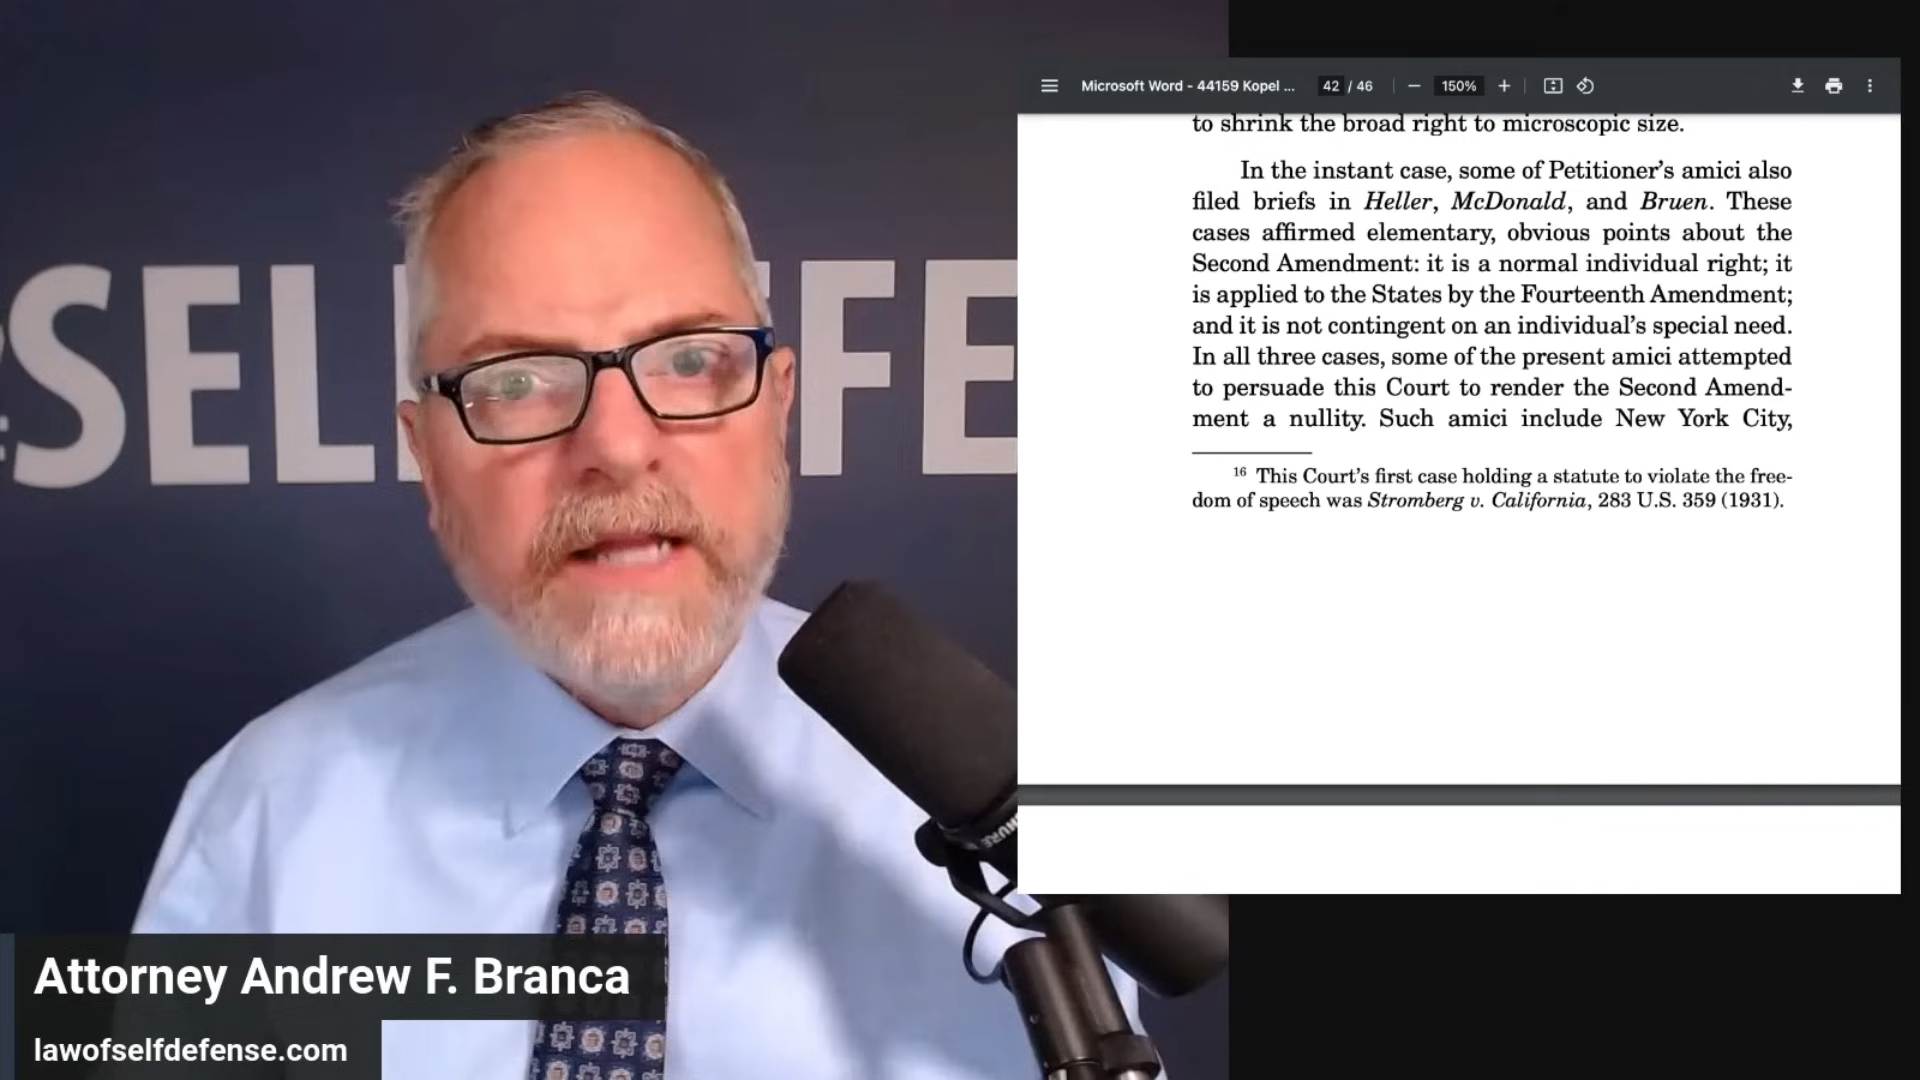 SEL FE
Microsoft Word - 44159 Kopel ... 42 / 46 150%
to shrink the broad right to microscopic size.
In the instant case, some of Petitioner's amici also
filed briefs in Heller, McDonald, and Bruen. These
cases affirmed elementary, obvious points about the
Second Amendment: it is a normal individual right; it
is applied to the States by the Fourteenth Amendment;
and it is not contingent on an individual's special need.
In all three cases, some of the present amici attempted
to persuade this Court to render the Second Amend-
ment a nullity. Such amici include New York City,
16 This Court's first case holding a statute to violate the free-
dom of speech was Stromberg v. California, 283 U.S. 359 (1931).
SHURE
Attorney Andrew F. Branca
lawofselfdefense.com